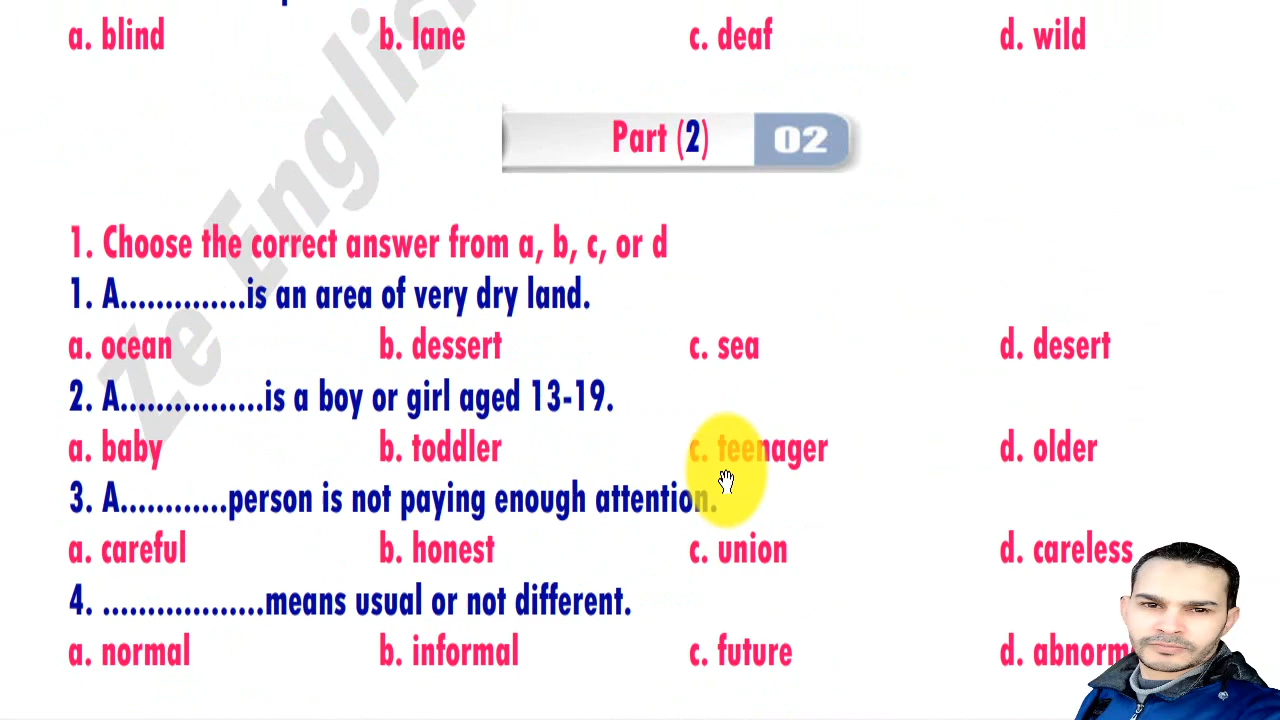 a. blind b. lane c. deaf d. wild
Part (2) 02
1. Choose the correct answer from a, b, c, or d
1. A..............is an area of very dry land.
a. ocean b. dessert c. sea d. desert
2. A................is a boy or girl aged 13-19.
a. baby b. toddler c. teenager d. older
3. A............person is not paying enough attention.
a. careful b. honest c. union d. careless
4. ..................means usual or not different.
a. normal b. informal c. future d. abnorm
Ze English